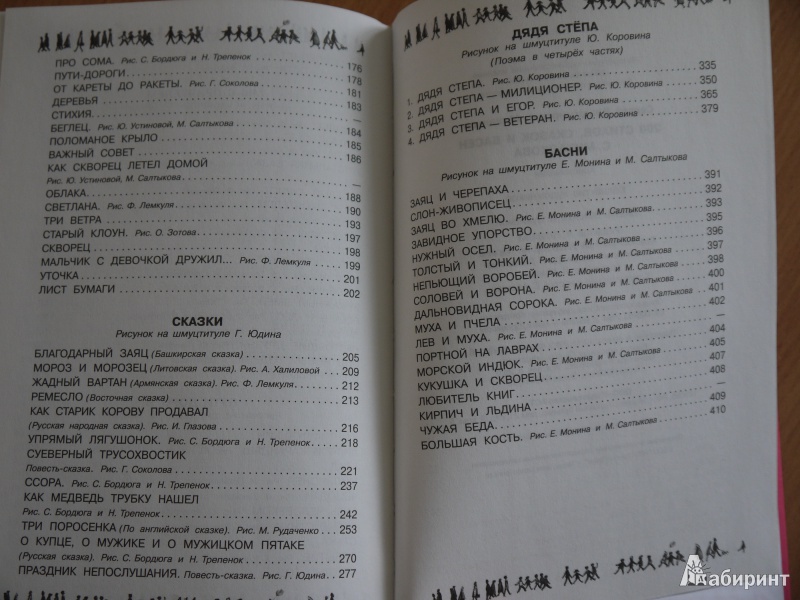 ПРО СОМА. Рис. С. Бордюга и Н. Трепенок 176
ПУТИ-ДОРОГИ 178
ОТ КАРЕТЫ ДО РАКЕТЫ. Рис. Г. Соколова 181
ДЕРЕВЬЯ 183
СТИХИЯ —
БЕГЛЕЦ. Рис. Ю. Устиновой, М. Салтыкова 184
ПОЛОМАНОЕ КРЫЛО 185
ВАЖНЫЙ СОВЕТ 186
КАК СКВОРЕЦ ЛЕТЕЛ ДОМОЙ
Рис. Ю. Устиновой, М. Салтыкова —
ОБЛАКА 188
СВЕТЛАНА. Рис. Ф. Лемкуля 190
ТРИ ВЕТРА 193
СТАРЫЙ КЛОУН. Рис. О. Зотова 197
СКВОРЕЦ 198
МАЛЬЧИК С ДЕВОЧКОЙ ДРУЖИЛ... Рис. Ф. Лемкуля 199
УТОЧКА 201
ЛИСТ БУМАГИ 202
СКАЗКИ
Рисунок на шмуцтитуле Г. Юдина
БЛАГОДАРНЫЙ ЗАЯЦ (Башкирская сказка) 205
МОРОЗ И МОРОЗЕЦ (Литовская сказка). Рис. А. Халиловой 209
ЖАДНЫЙ ВАРТАН (Армянская сказка). Рис. Ф. Лемкуля 212
РЕМЕСЛО (Восточная сказка) 213
КАК СТАРИК КОРОВУ ПРОДАВАЛ
(Русская народная сказка). Рис. И. Глазова 216
УПРЯМЫЙ ЛЯГУШОНОК. Рис. С. Бордюга и Н. Трепенок 218
СУЕВЕРНЫЙ ТРУСОХВОСТИК
Повесть-сказка. Рис. Г. Соколова 221
ССОРА. Рис. С. Бордюга и Н. Трепенок 237
КАК МЕДВЕДЬ ТРУБКУ НАШЕЛ
Рис. С. Бордюга и Н. Трепенок 242
ТРИ ПОРОСЕНКА (По английской сказке). Рис. М. Рудаченко 253
О КУПЦЕ, О МУЖИКЕ И О МУЖИЦКОМ ПЯТАКЕ
(Русская сказка). Рис. С. Бордюга и Н. Трепенок 270
ПРАЗДНИК НЕПОСЛУШАНИЯ. Повесть-сказка. Рис. Г. Юдина 277
ДЯДЯ СТЁПА
Рисунок на шмуцтитуле Ю. Коровина
(Поэма в четырёх частях)
1. ДЯДЯ СТЕПА. Рис. Ю. Коровина 335
2. ДЯДЯ СТЕПА — МИЛИЦИОНЕР. Рис. Ю. Коровина 350
3. ДЯДЯ СТЕПА И ЕГОР. Рис. Ю. Коровина 365
4. ДЯДЯ СТЕПА — ВЕТЕРАН. Рис. Ю. Коровина 379
БАСНИ
Рисунок на шмуцтитуле Е. Монина и М. Салтыкова
ЗАЯЦ И ЧЕРЕПАХА 391
СЛОН-ЖИВОПИСЕЦ 392
ЗАЯЦ ВО ХМЕЛЮ. Рис. Е. Монина и М. Салтыкова 393
ЗАВИДНОЕ УПОРСТВО 395
НУЖНЫЙ ОСЕЛ. Рис. Е. Монина и М. Салтыкова 396
ТОЛСТЫЙ И ТОНКИЙ. Рис. Е. Монина и М. Салтыкова 397
НЕПЬЮЩИЙ ВОРОБЕЙ. Рис. Е. Монина и М. Салтыкова 398
СОЛОВЕЙ И ВОРОНА. Рис. Е. Монина и М. Салтыкова 400
ДАЛЬНОВИДНАЯ СОРОКА. Рис. Е. Монина и М. Салтыкова 401
МУХА И ПЧЕЛА 402
ЛЕВ И МУХА. Рис. Е. Монина и М. Салтыкова —
ПОРТНОЙ НА ЛАВРАХ 404
МОРСКОЙ ИНДЮК. Рис. Е. Монина и М. Салтыкова 405
КУКУШКА И СКВОРЕЦ 407
ЛЮБИТЕЛЬ КНИГ 408
КИРПИЧ И ЛЬДИНА —
ЧУЖАЯ БЕДА 409
БОЛЬШАЯ КОСТЬ. Рис. Е. Монина и М. Салтыкова 410
Лабиринт